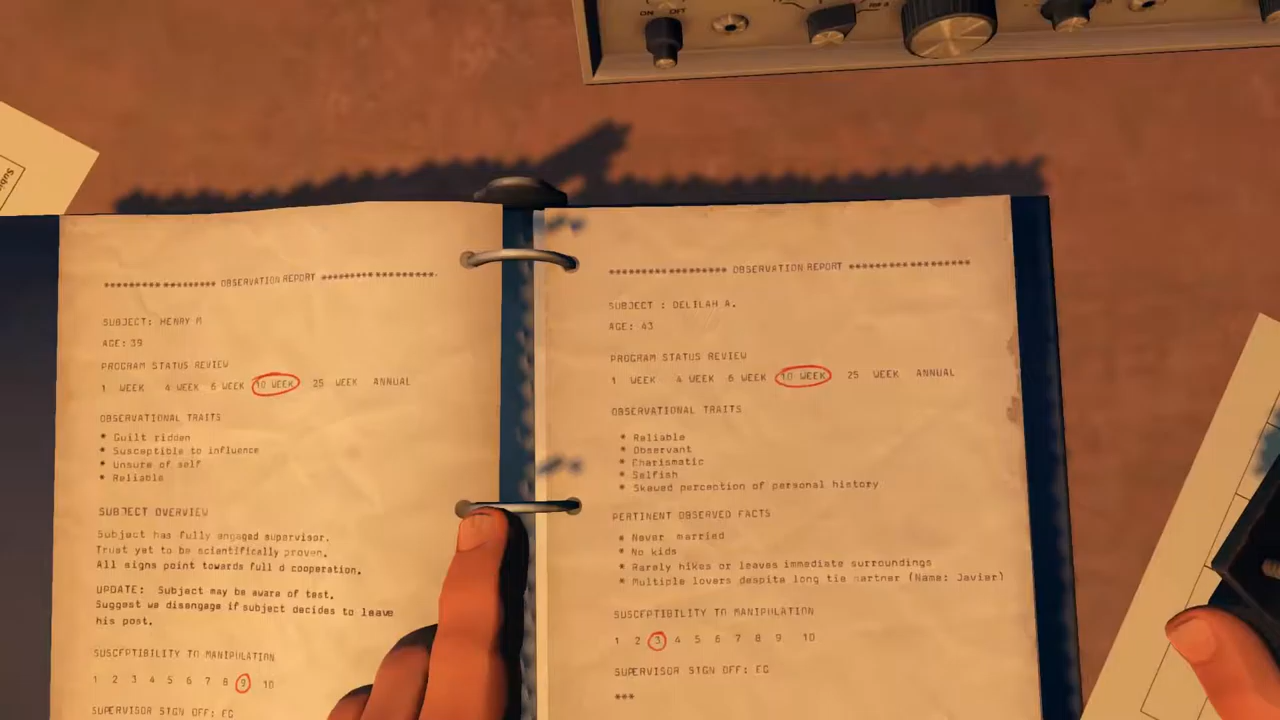 ON OFF
****************** OBSERVATION REPORT ******************.
SUBJECT: HENRY M
AGE: 39
PROGRAM STATUS REVIEW
1 WEEK 4 WEEK 6 WEEK 10 WEEK 25 WEEK ANNUAL
OBSERVATIONAL TRAITS
* Guilt ridden
* Susceptible to influence
* Unsure of self
* Reliable
SUBJECT OVERVIEW
Subject has fully engaged supervisor.
Trust yet to be scientifically proven.
All signs point towards full d cooperation.
UPDATE: Subject may be aware of test.
Suggest we disengage if subject decides to leave
his post.
SUSCEPTIBILITY TO MANIPULATION
1 2 3 4 5 6 7 8 9 10
SUPERVISOR SIGN OFF: EG
****************** OBSERVATION REPORT ******************
SUBJECT : DELILAH A.
AGE: 43
PROGRAM STATUS REVIEW
1 WEEK 4 WEEK 6 WEEK 10 WEEK 25 WEEK ANNUAL
OBSERVATIONAL TRAITS
* Reliable
* Observant
* Charismatic
* Selfish
* Skewed perception of personal history
PERTINENT OBSERVED FACTS
* Never married
* No kids
* Rarely hikes or leaves immediate surroundings
* Multiple lovers despite long tie partner (Name: Javier)
SUSCEPTIBILITY TO MANIPULATION
1 2 3 4 5 6 7 8 9 10
SUPERVISOR SIGN OFF: EG
***